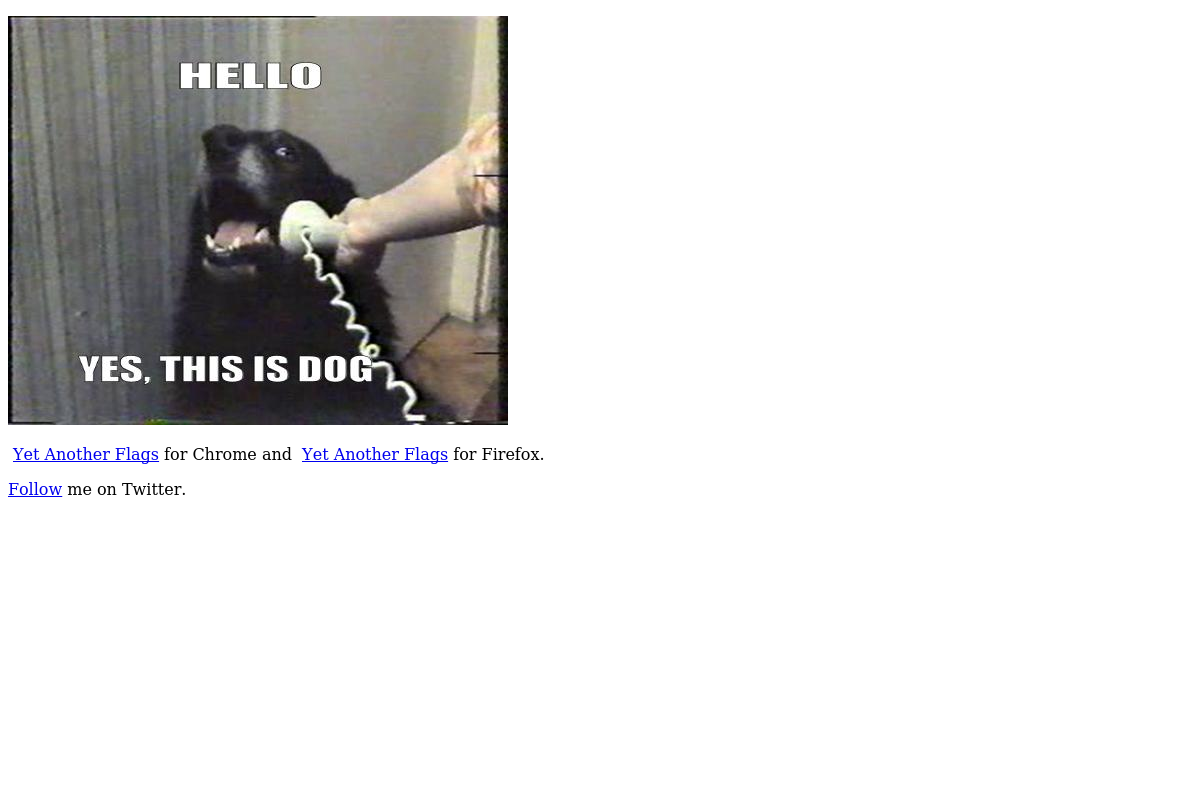 HELLO
YES, THIS IS DOG
Yet Another Flags for Chrome and Yet Another Flags for Firefox.
Follow me on Twitter.